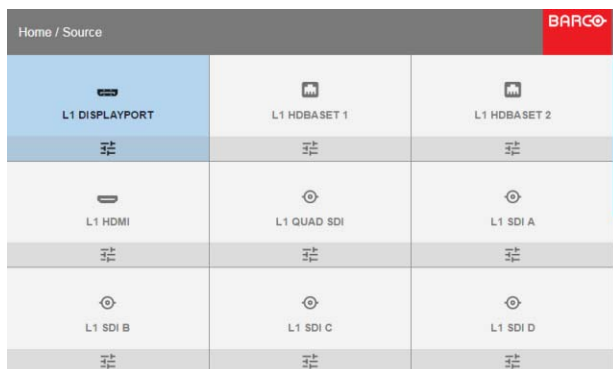 Home / Source
BARCO
L1 DISPLAYPORT
L1 HDBASET 1
L1 HDBASET 2
L1 HDMI
L1 QUAD SDI
L1 SDI A
L1 SDI B
L1 SDI C
L1 SDI D